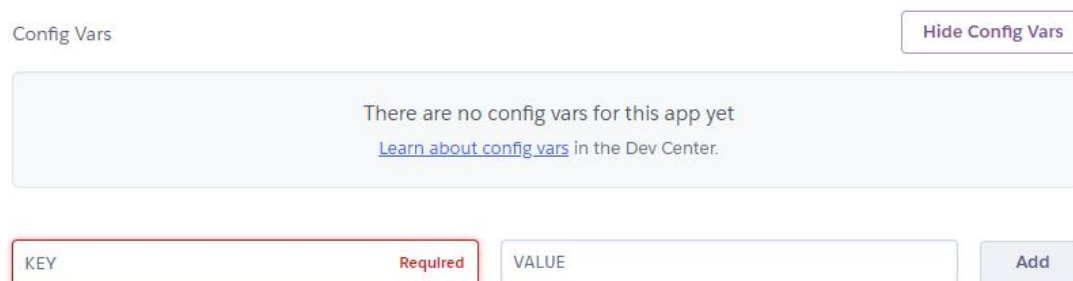 Config Vars
Hide Config Vars
There are no config vars for this app yet
Learn about config vars in the Dev Center.
KEY Required VALUE Add